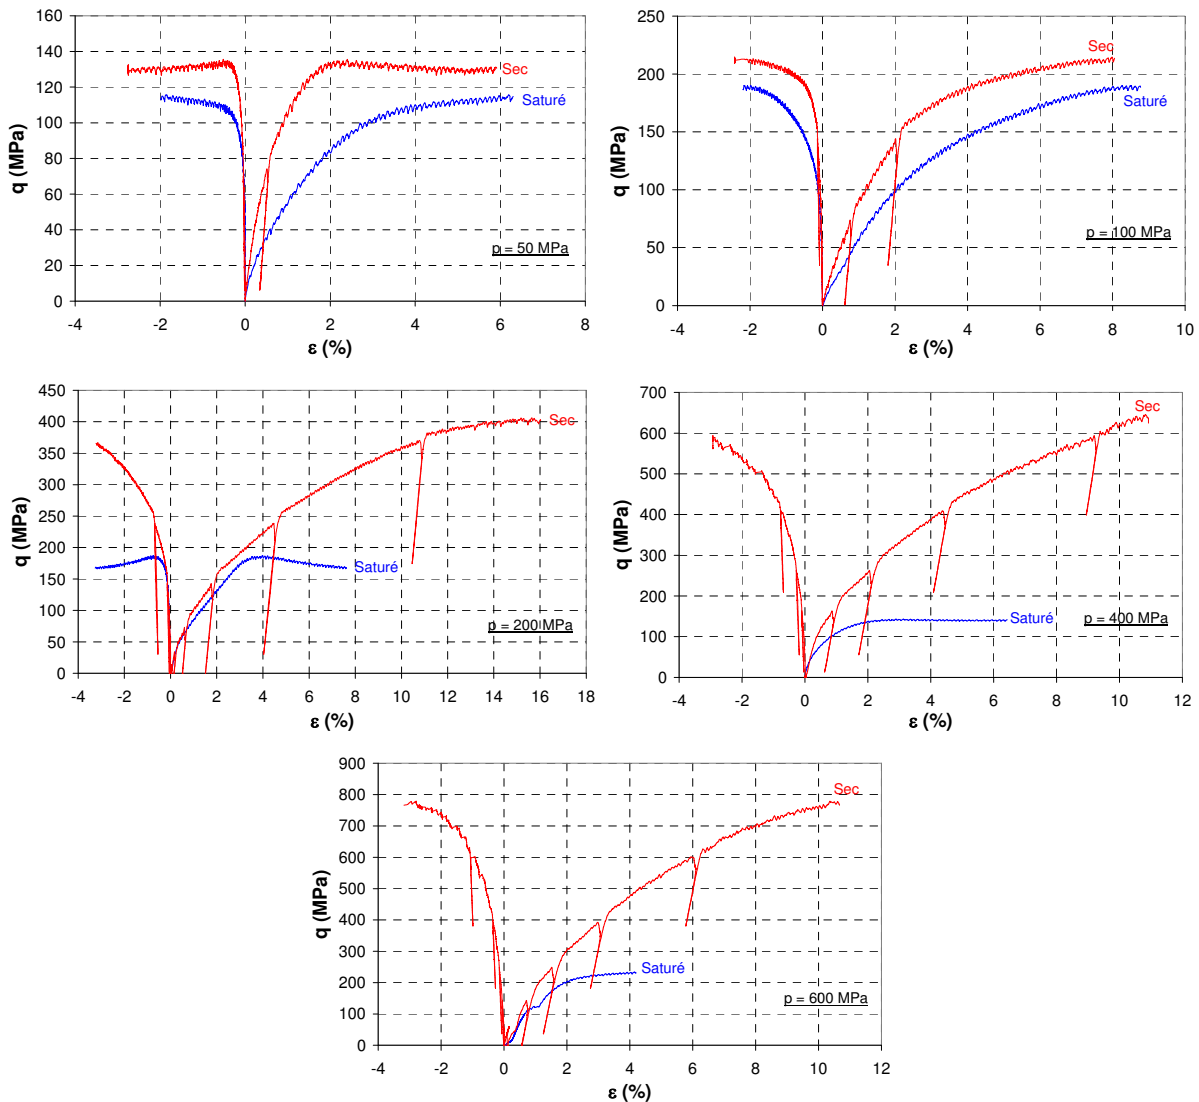 160
140
120
100
80
60
40
20
0
q (MPa)
Sec
Saturé
p = 50 MPa
-4 -2 0 2 4 6 8
ε (%)
250
200
150
100
50
0
q (MPa)
Sec
Saturé
p = 100 MPa
-4 -2 0 2 4 6 8 10
ε (%)
450
400
350
300
250
200
150
100
50
0
q (MPa)
Sec
Saturé
p = 200 MPa
-4 -2 0 2 4 6 8 10 12 14 16 18
ε (%)
700
600
500
400
300
200
100
0
q (MPa)
Sec
Saturé
p = 400 MPa
-4 -2 0 2 4 6 8 10 12
ε (%)
900
800
700
600
500
400
300
200
100
0
q (MPa)
Sec
Saturé
p = 600 MPa
-4 -2 0 2 4 6 8 10 12
ε (%)